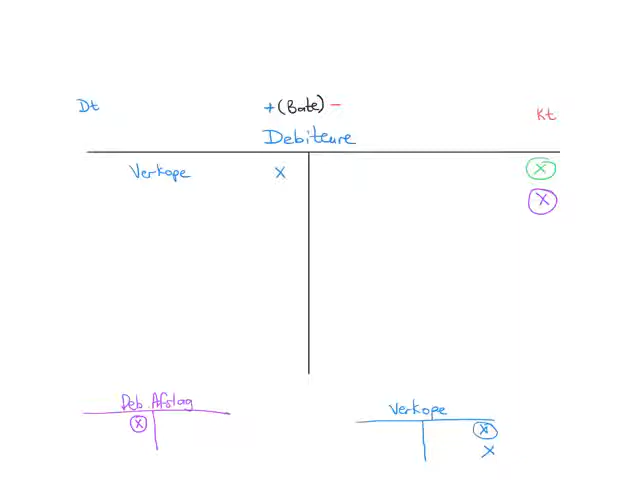 Dt + (Bate) - Kt
Debiteure
Verkope X X
X
Deb. Afslag
X
Verkope
X
X